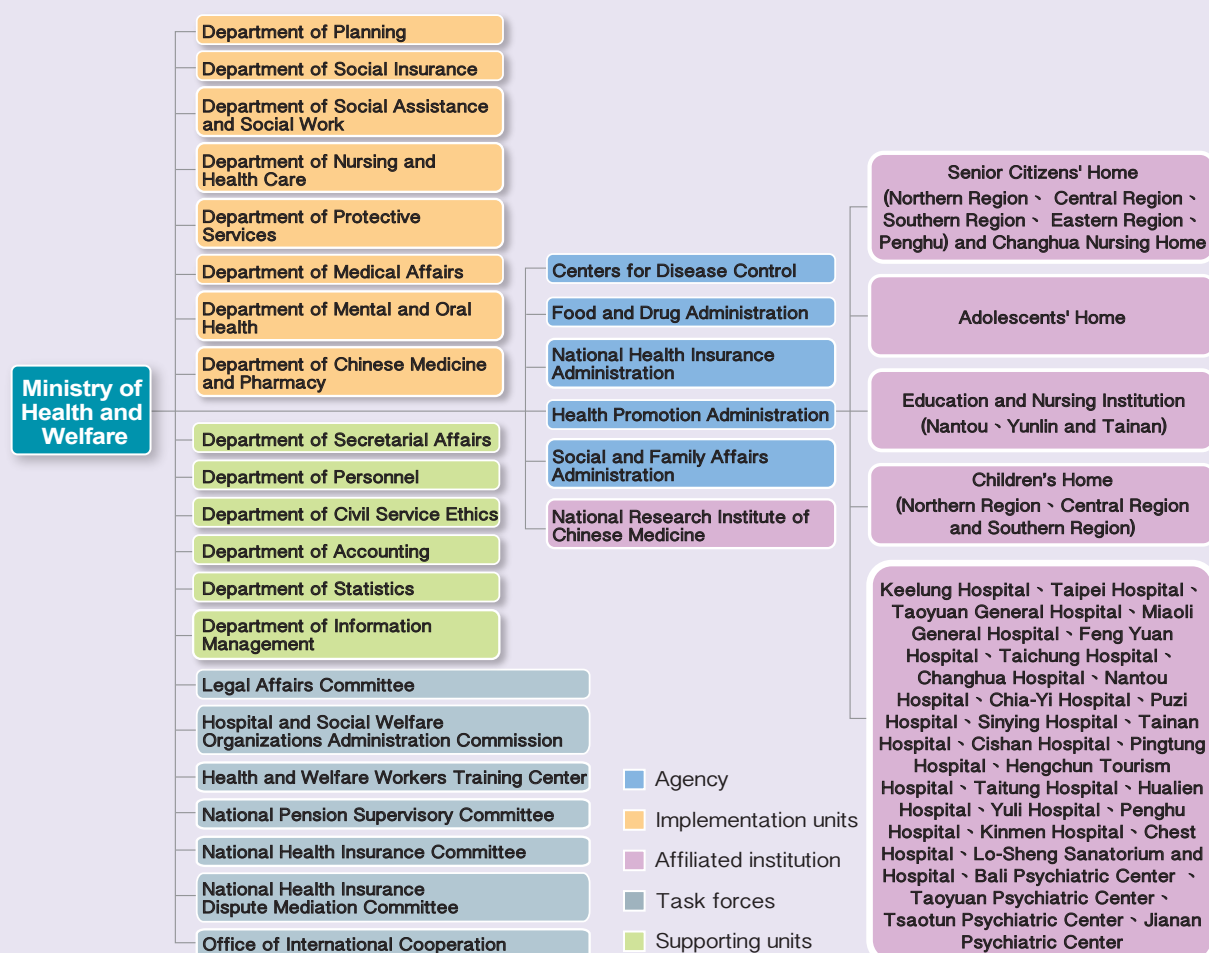 Ministry of
Health and
Welfare
Department of Planning
Department of Social Insurance
Department of Social Assistance
and Social Work
Department of Nursing and
Health Care
Department of Protective
Services
Department of Medical Affairs
Department of Mental and Oral
Health
Department of Chinese Medicine
and Pharmacy
Department of Secretarial Affairs
Department of Personnel
Department of Civil Service Ethics
Department of Accounting
Department of Statistics
Department of Information
Management
Legal Affairs Committee
Hospital and Social Welfare
Organizations Administration Commission
Health and Welfare Workers Training Center
National Pension Supervisory Committee
National Health Insurance Committee
National Health Insurance
Dispute Mediation Committee
Office of International Cooperation
Centers for Disease Control
Food and Drug Administration
National Health Insurance
Administration
Health Promotion Administration
Social and Family Affairs
Administration
National Research Institute of
Chinese Medicine
Senior Citizens' Home
(Northern Region、 Central Region、
Southern Region、 Eastern Region、
Penghu) and Changhua Nursing Home
Adolescents' Home
Education and Nursing Institution
(Nantou、Yunlin and Tainan)
Children's Home
(Northern Region、Central Region
and Southern Region)
Keelung Hospital、Taipei Hospital、
Taoyuan General Hospital、Miaoli
General Hospital、Feng Yuan
Hospital、Taichung Hospital、
Changhua Hospital、Nantou
Hospital、Chia-Yi Hospital、Puzi
Hospital、Sinying Hospital、Tainan
Hospital、Cishan Hospital、Pingtung
Hospital、Hengchun Tourism
Hospital、Taitung Hospital、Hualien
Hospital、Yuli Hospital、Penghu
Hospital、Kinmen Hospital、Chest
Hospital、Lo-Sheng Sanatorium and
Hospital、Bali Psychiatric Center 、
Taoyuan Psychiatric Center、
Tsaotun Psychiatric Center、Jianan
Psychiatric Center
Agency
Implementation units
Affiliated institution
Task forces
Supporting units